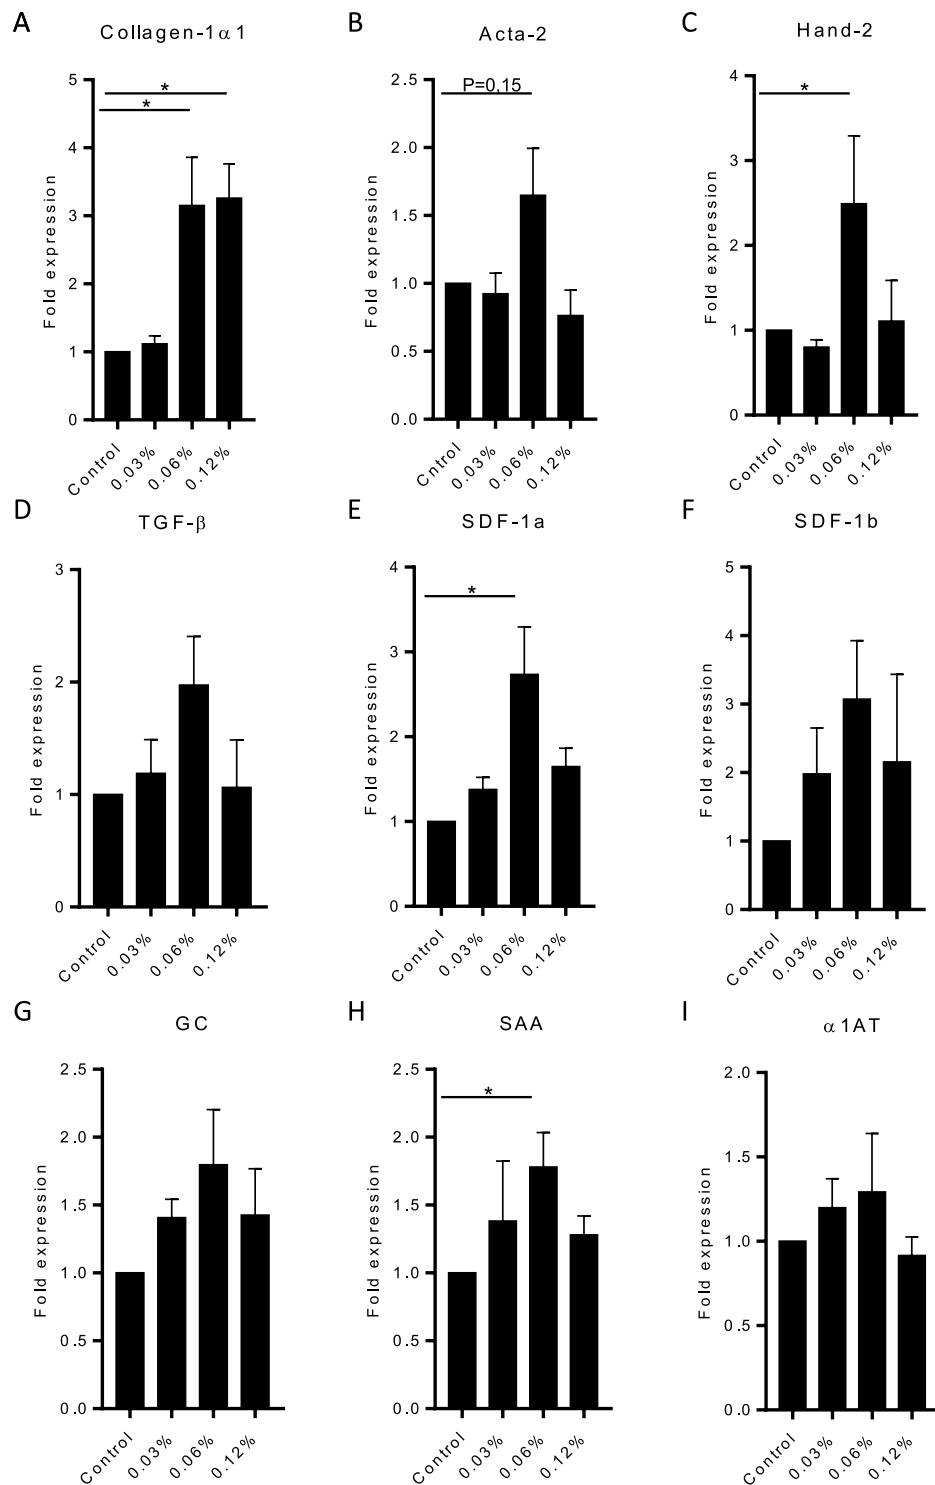 A
Collagen-1α1
Fold expression
5
4
3
2
1
0
*
*
Control
0.03%
0.06%
0.12%
B
Acta-2
Fold expression
2.5
2.0
1.5
1.0
0.5
0.0
P=0,15
Cntrol
0.03%
0.06%
0.12%
C
Hand-2
Fold expression
4
3
2
1
0
*
Control
0.03%
0.06%
0.12%
D
TGF-β
Fold expression
3
2
1
0
Control
0.03%
0.06%
0.12%
E
SDF-1a
Fold expression
4
3
2
1
0
*
Control
0.03%
0.06%
0.12%
F
SDF-1b
Fold expression
5
4
3
2
1
0
Control
0.03%
0.06%
0.12%
G
GC
Fold expression
2.5
2.0
1.5
1.0
0.5
0.0
Control
0.03%
0.06%
0.12%
H
SAA
Fold expression
2.5
2.0
1.5
1.0
0.5
0.0
*
Control
0.03%
0.06%
0.12%
I
α1AT
Fold expression
2.0
1.5
1.0
0.5
0.0
Control
0.03%
0.06%
0.12%